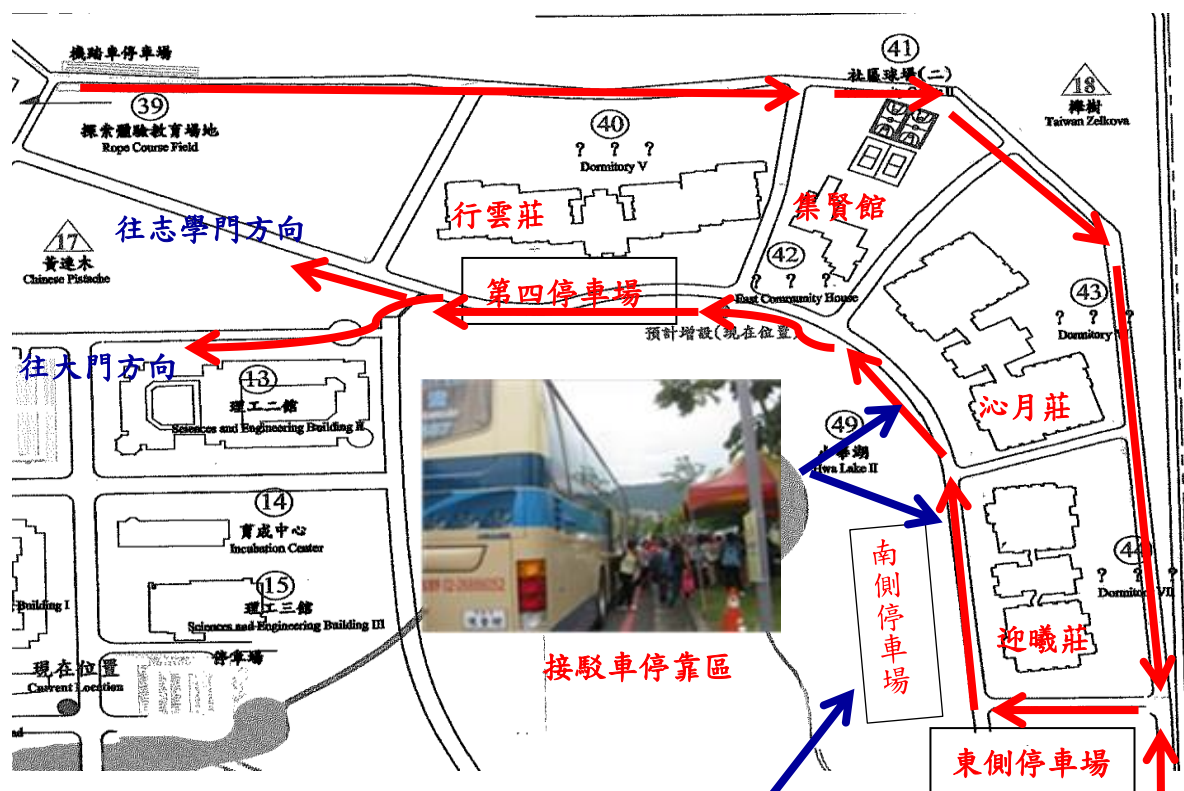 機踏車停車場
39
探索體驗教育場地
Rope Course Field
40
? ? ?
Dormitory V
41
社區球場(二)
18
櫸樹
Taiwan Zelkova
行雲莊
集賢館
往志學門方向
17
黃連木
Chinese Pistache
42
? ? ?
East Community House
第四停車場
預計增設(現在位置)
43
? ? ?
Dormitory
往大門方向
13
理工二館
Sciences and Engineering Building II
沁月莊
49
Hwa Lake II
14
育成中心
Incubation Center
南側停車場
44
? ? ?
Dormitory VII
15
理工三館
Sciences and Engineering Building III
Building I
停車場
現在位置
Current Location
接駁車停靠區
迎曦莊
東側停車場